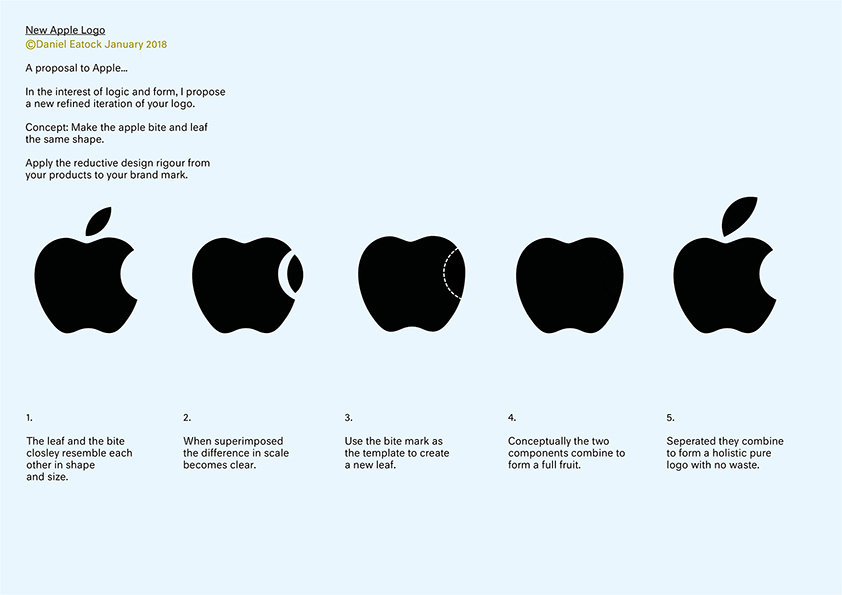 New Apple Logo
©Daniel Eatock January 2018
A proposal to Apple...
In the interest of logic and form, I propose
a new refined iteration of your logo.
Concept: Make the apple bite and leaf
the same shape.
Apply the reductive design rigour from
your products to your brand mark.
1.
The leaf and the bite
closley resemble each
other in shape
and size.
2.
When superimposed
the difference in scale
becomes clear.
3.
Use the bite mark as
the template to create
a new leaf.
4.
Conceptually the two
components combine to
form a full fruit.
5.
Seperated they combine
to form a holistic pure
logo with no waste.